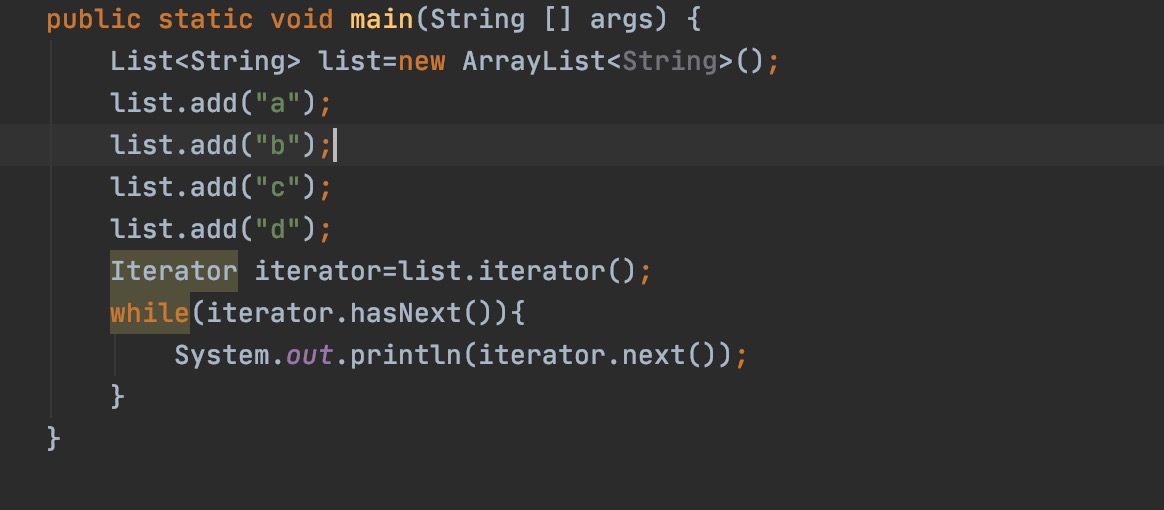 public static void main(String [] args) {
List<String> list=new ArrayList<String>();
list.add("a");
list.add("b");
list.add("c");
list.add("d");
Iterator iterator=list.iterator();
while(iterator.hasNext()){
System.out.println(iterator.next());
}
}